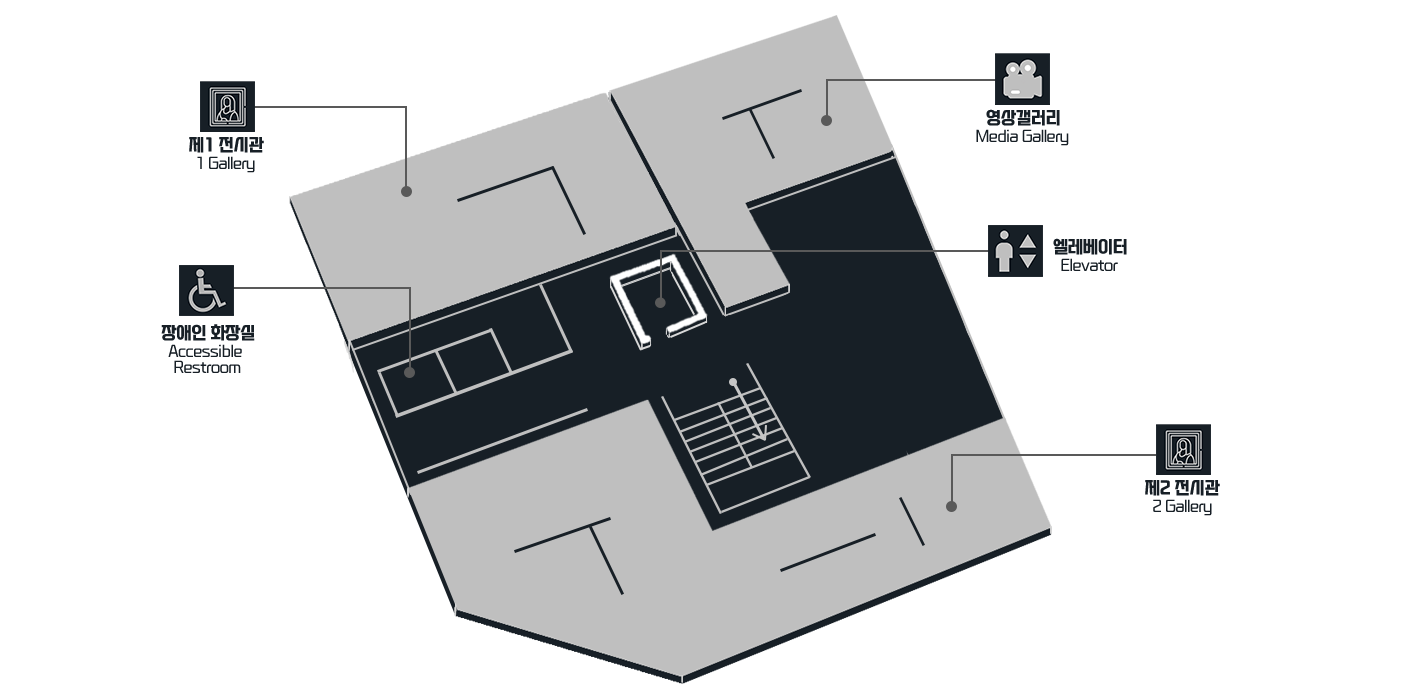 제1 전시관
1 Gallery
영상갤러리
Media Gallery
엘레베이터
Elevator
장애인 화장실
Accessible
Restroom
제2 전시관
2 Gallery